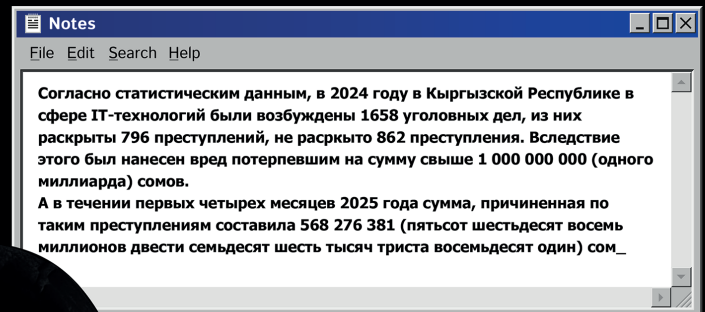 Notes
File Edit Search Help
Согласно статистическим данным, в 2024 году в Кыргызской Республике в
сфере IT-технологий были возбуждены 1658 уголовных дел, из них
раскрыты 796 преступлений, не расркыто 862 преступления. Вследствие
этого был нанесен вред потерпевшим на сумму свыше 1 000 000 000 (одного
миллиарда) сомов.
А в течении первых четырех месяцев 2025 года сумма, причиненная по
таким преступлениям составила 568 276 381 (пятьсот шестьдесят восемь
миллионов двести семьдесят шесть тысяч триста восемьдесят один) сом_